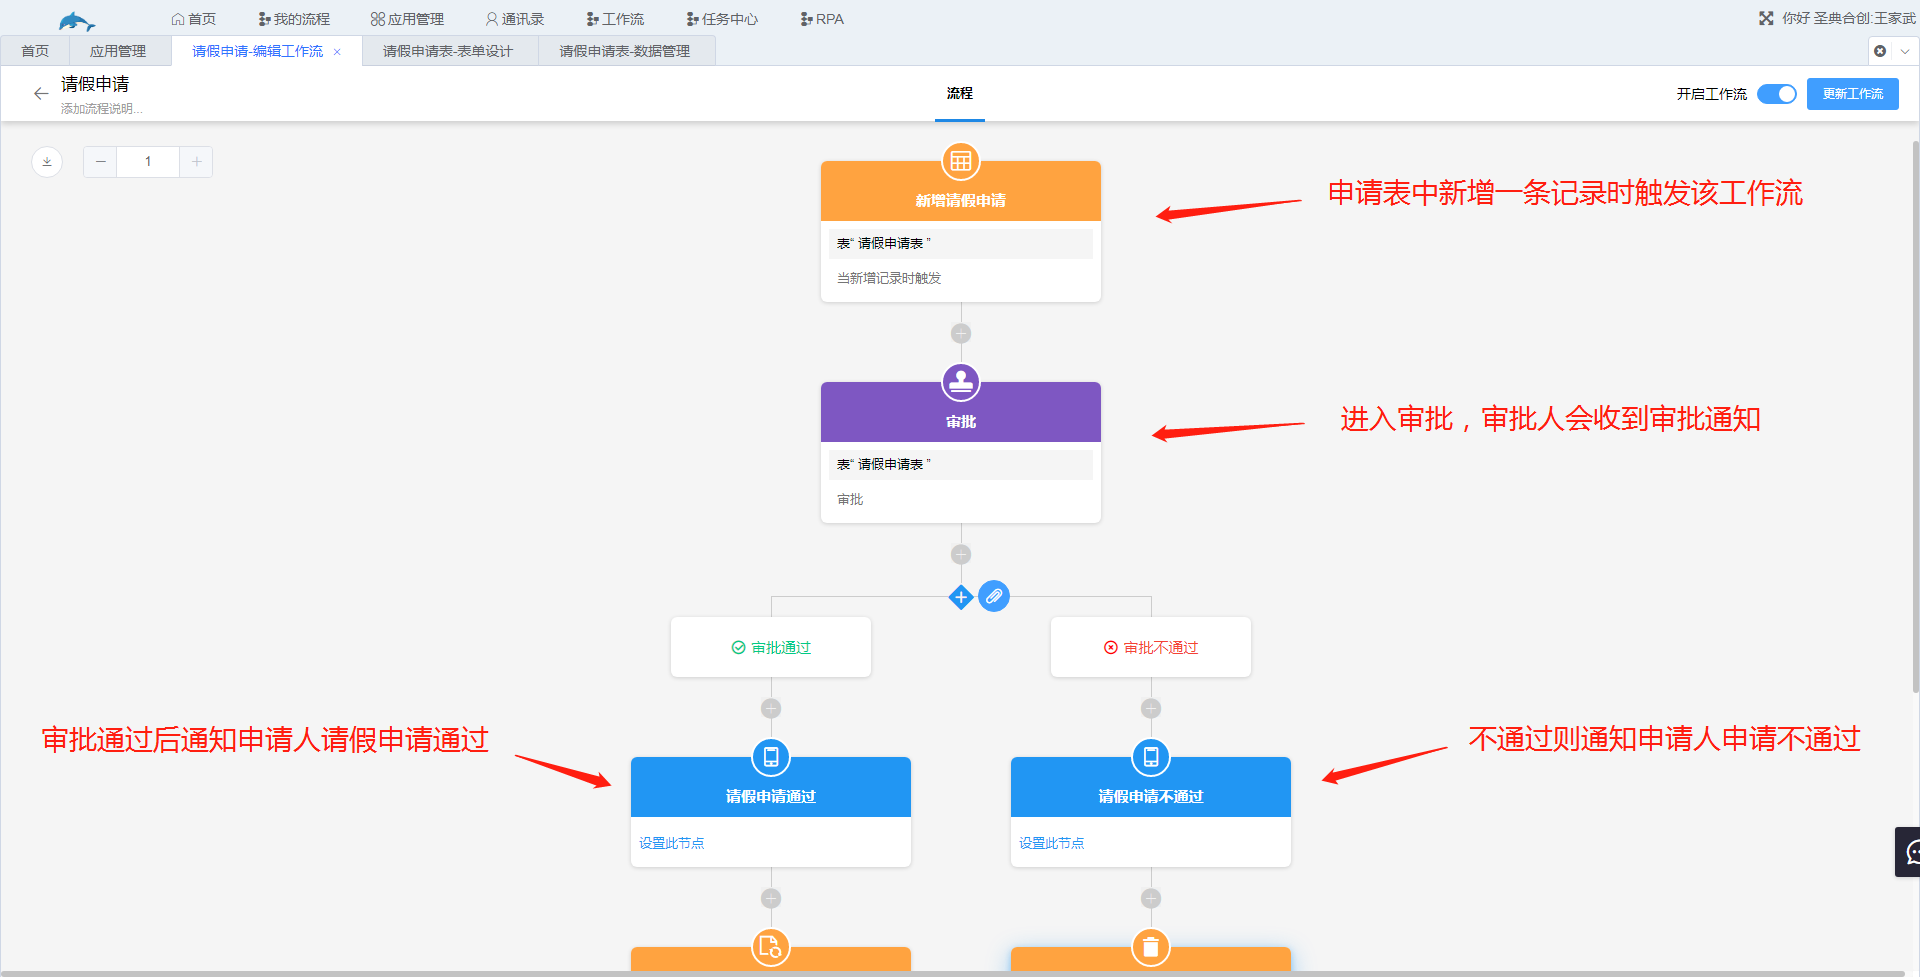 首页 我的流程 应用管理 通讯录 工作流 任务中心 RPA 你好 圣典合创:王家武
首页 应用管理 请假申请-编辑工作流 × 请假申请表-表单设计 请假申请表-数据管理
请假申请
添加流程说明...
流程
开启工作流 更新工作流
1
新增请假申请
表“ 请假申请表 ”
当新增记录时触发
申请表中新增一条记录时触发该工作流
审批
表“ 请假申请表 ”
审批
进入审批，审批人会收到审批通知
审批通过 审批不通过
审批通过后通知申请人请假申请通过
不通过则通知申请人申请不通过
请假申请通过 请假申请不通过
设置此节点 设置此节点